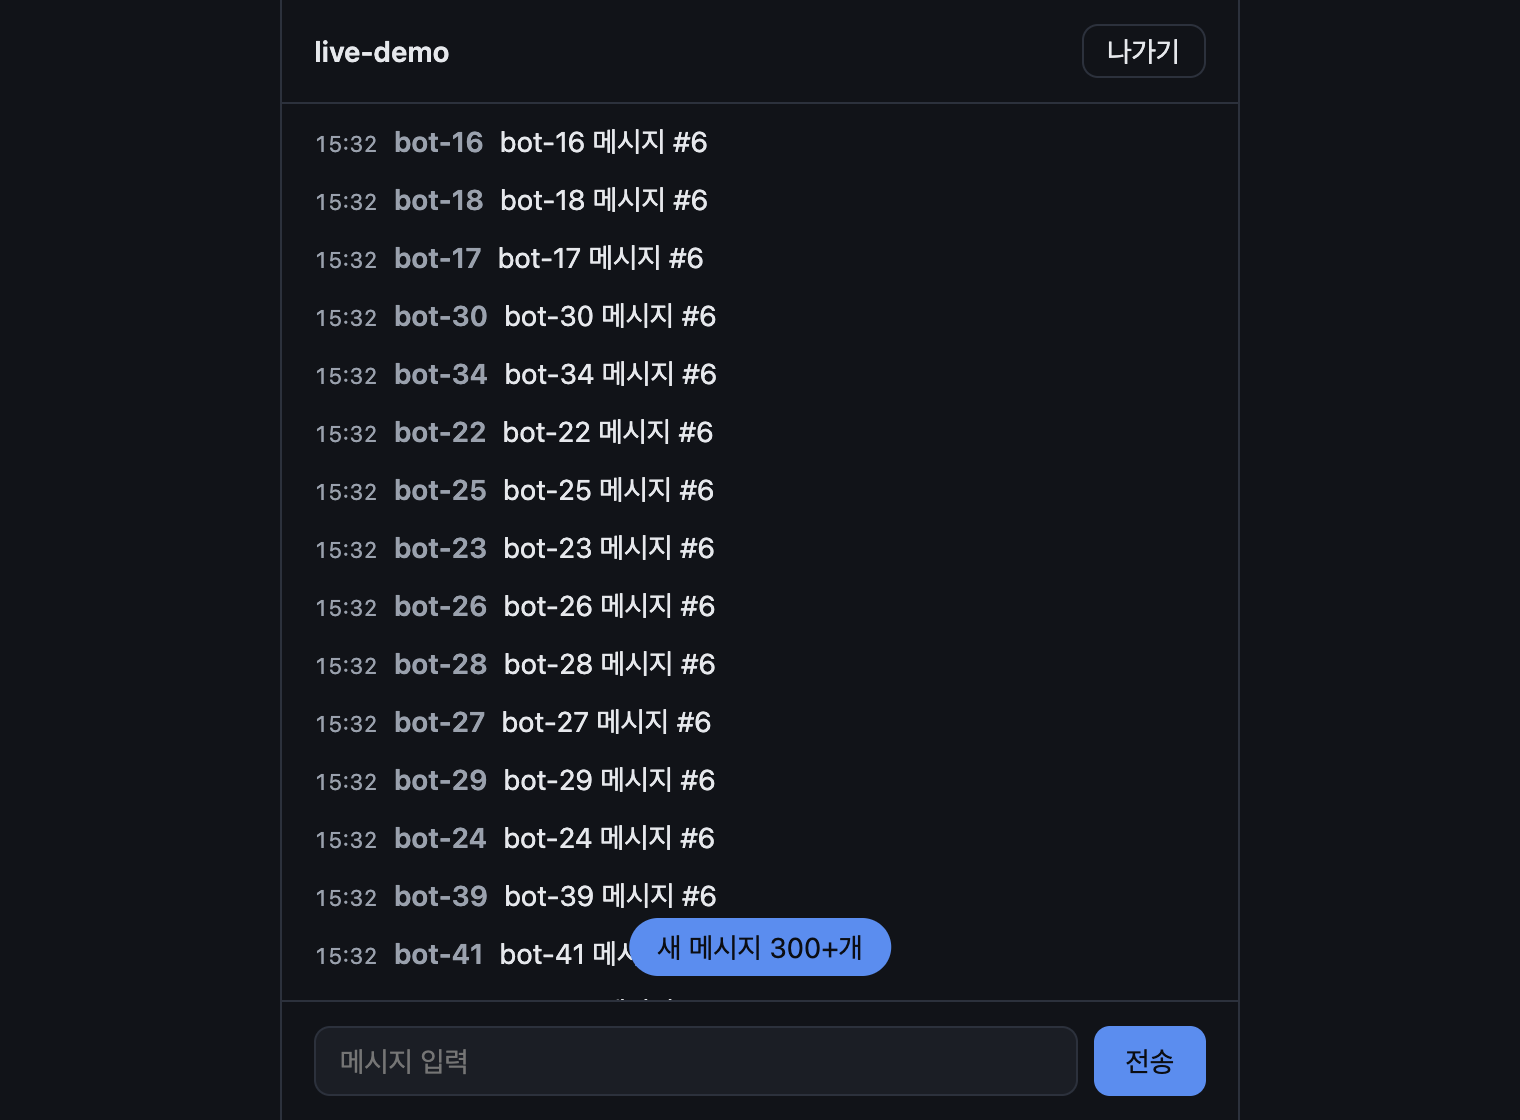 live-demo 나가기
15:32 bot-16 bot-16 메시지 #6
15:32 bot-18 bot-18 메시지 #6
15:32 bot-17 bot-17 메시지 #6
15:32 bot-30 bot-30 메시지 #6
15:32 bot-34 bot-34 메시지 #6
15:32 bot-22 bot-22 메시지 #6
15:32 bot-25 bot-25 메시지 #6
15:32 bot-23 bot-23 메시지 #6
15:32 bot-26 bot-26 메시지 #6
15:32 bot-28 bot-28 메시지 #6
15:32 bot-27 bot-27 메시지 #6
15:32 bot-29 bot-29 메시지 #6
15:32 bot-24 bot-24 메시지 #6
15:32 bot-39 bot-39 메시지 #6
15:32 bot-41 bot-41
새 메시지 300+개
메시지 입력 전송